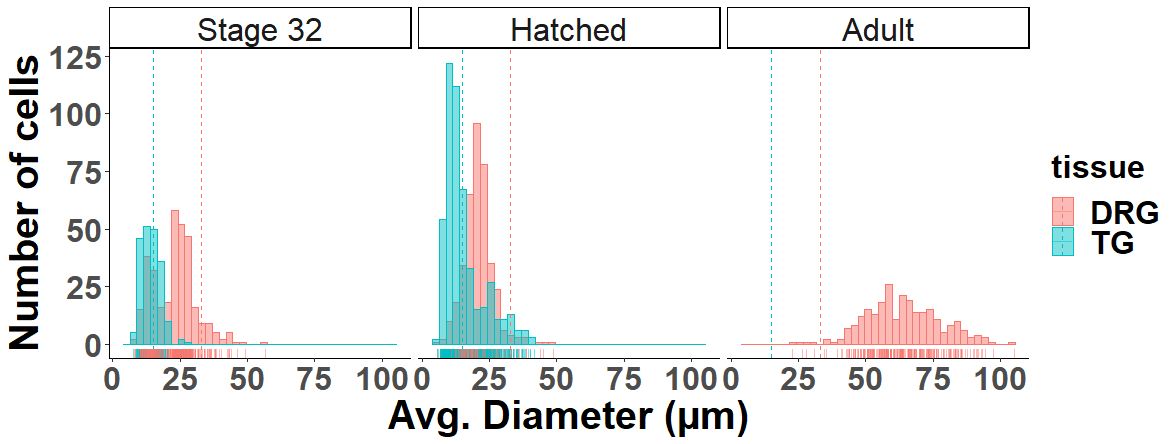 Stage 32 Hatched Adult
Number of cells
125
100
75
50
25
0
0 25 50 75 100 0 25 50 75 100 0 25 50 75 100
Avg. Diameter (µm)
tissue
DRG
TG